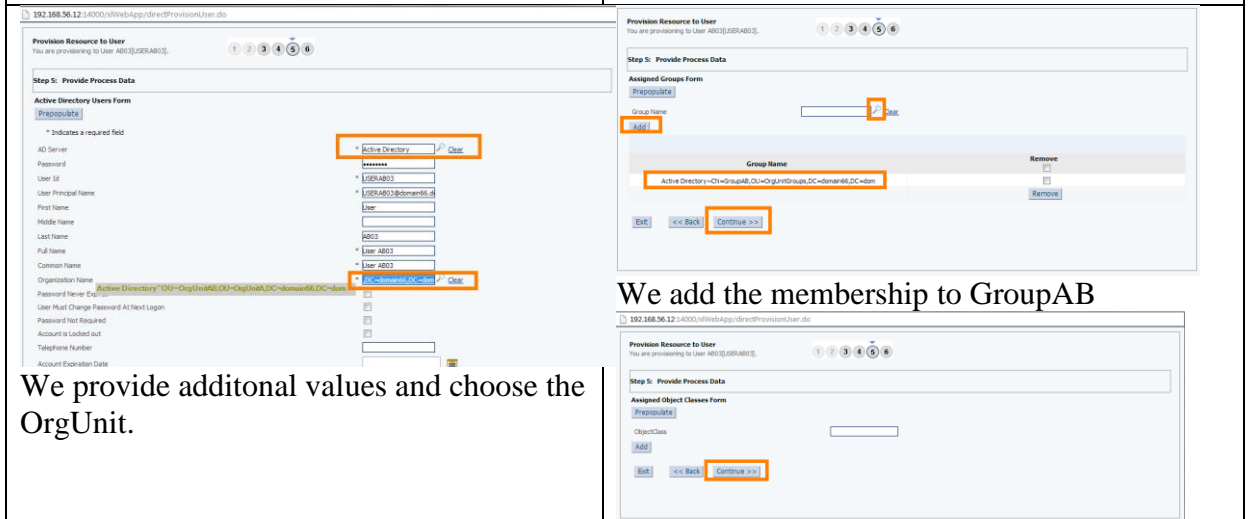 192.168.56.12:14000/xlWebApp/directProvisionUser.do
Provision Resource to User
You are provisioning to User AB03[USERAB03].
1 2 3 4 5 6
Step 5: Provide Process Data
Active Directory Users Form
Prepopulate
* Indicates a required field
AD Server * Active Directory Clear
Password ••••••••
User Id * USERAB03
User Principal Name * USERAB03@domain66.d
First Name User
Middle Name
Last Name AB03
Full Name * User AB03
Common Name * User AB03
Organization Name * ,DC=domain66,DC=dom Clear
Active Directory~OU=OrgUnitAB,OU=OrgUnitA,DC=domain66,DC=dom
Password Never
User Must Change Password At Next Logon
Password Not Required
Account is Locked out
Telephone Number
Account Expiration Date
We provide additonal values and choose the
OrgUnit.
Provision Resource to User
You are provisioning to User AB03[USERAB03].
1 2 3 4 5 6
Step 5: Provide Process Data
Assigned Groups Form
Prepopulate
Group Name Clear
Add
Group Name Remove
Active Directory~CN=GroupAB,OU=OrgUnitGroups,DC=domain66,DC=dom
Remove
Exit << Back Continue >>
We add the membership to GroupAB
192.168.56.12:14000/xlWebApp/directProvisionUser.do
Provision Resource to User
You are provisioning to User AB03[USERAB03].
1 2 3 4 5 6
Step 5: Provide Process Data
Assigned Object Classes Form
Prepopulate
ObjectClass
Add
Exit << Back Continue >>